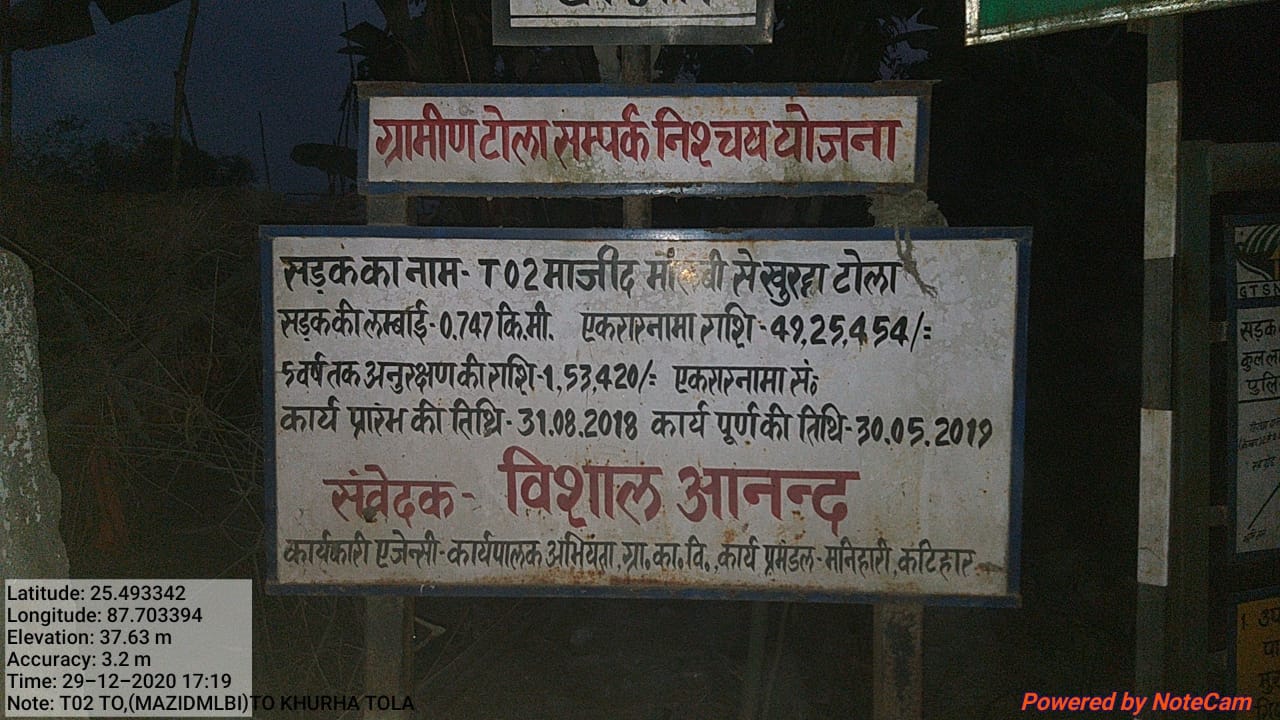 ग्रामीण टोला सम्पर्क निश्चय योजना
सड़क का नाम- T02 माजीद से खुरहा टोला
सड़क की लम्बाई-0.747 कि.मी. एकरारनामा राशि -49,25,454/=
5 वर्ष तक अनुरक्षण की राशि-1,53,420/= एकरारनामा सं॰
कार्य प्रारंभ की तिथि-31.08.2018 कार्य पूर्ण की तिथि-30.05.2019
संवेदक- विशाल आनन्द
कार्यकारी एजेन्सी-कार्यपालक अभियंता,ग्रा॰का॰वि॰,कार्य प्रमंडल-मनिहारी,कटिहार
GTSN
सड़क
Latitude: 25.493342
Longitude: 87.703394
Elevation: 37.63 m
Accuracy: 3.2 m
Time: 29-12-2020 17:19
Note: T02 TO,(MAZIDMLBI)TO KHURHA TOLA
Powered by NoteCam